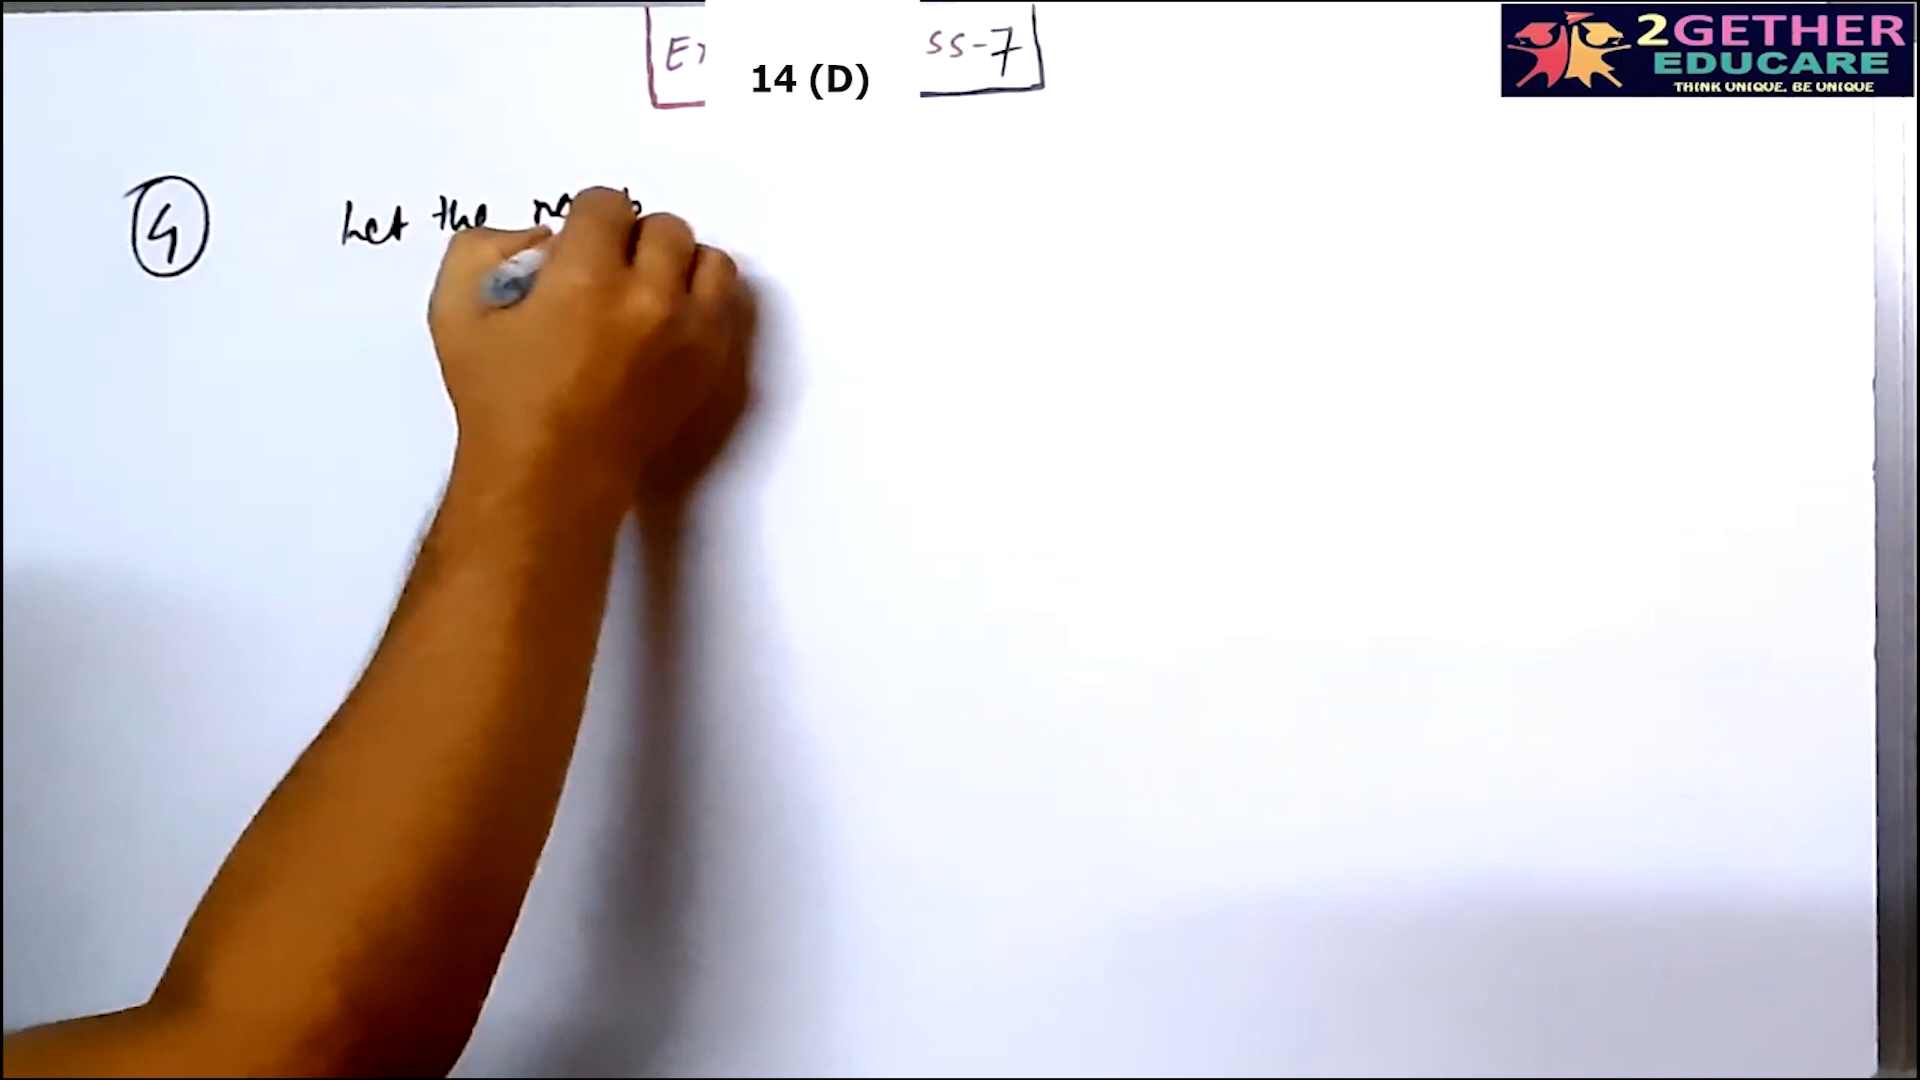 Ex
14 (D)
ss-7
2GETHER
EDUCARE
THINK UNIQUE. BE UNIQUE
4 Let the